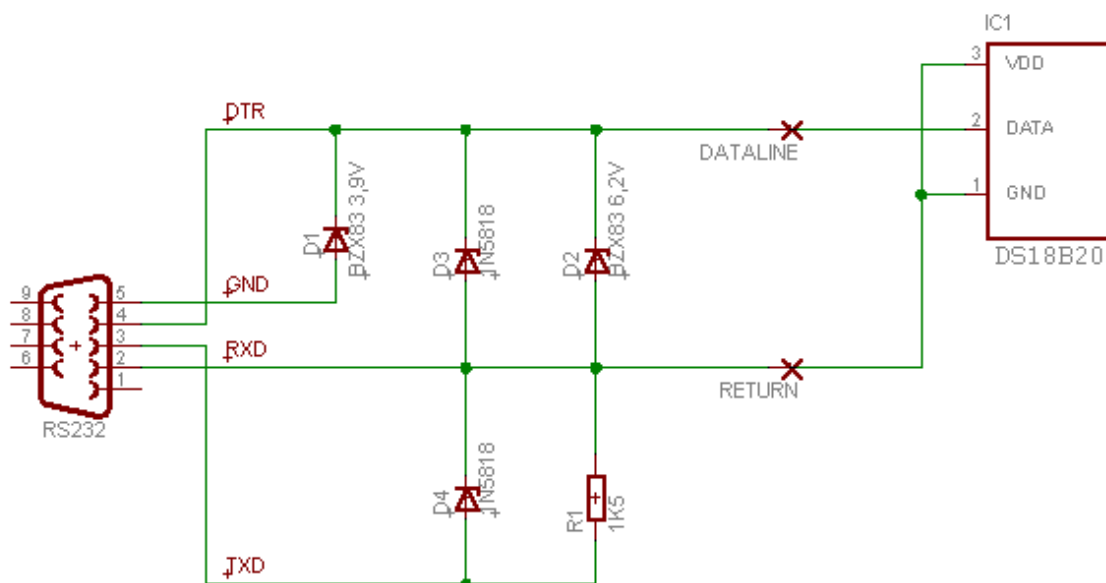 IC1
3
VDD
DTR
2
DATA
DATALINE
D1
BZX83 3,9V
D3
1N5818
D2
BZX83 6,2V
1
GND
DS18B20
GND
9
5
8
4
7
3
6
2
1
RXD
RETURN
RS232
D4
1N5818
R1
1K5
TXD